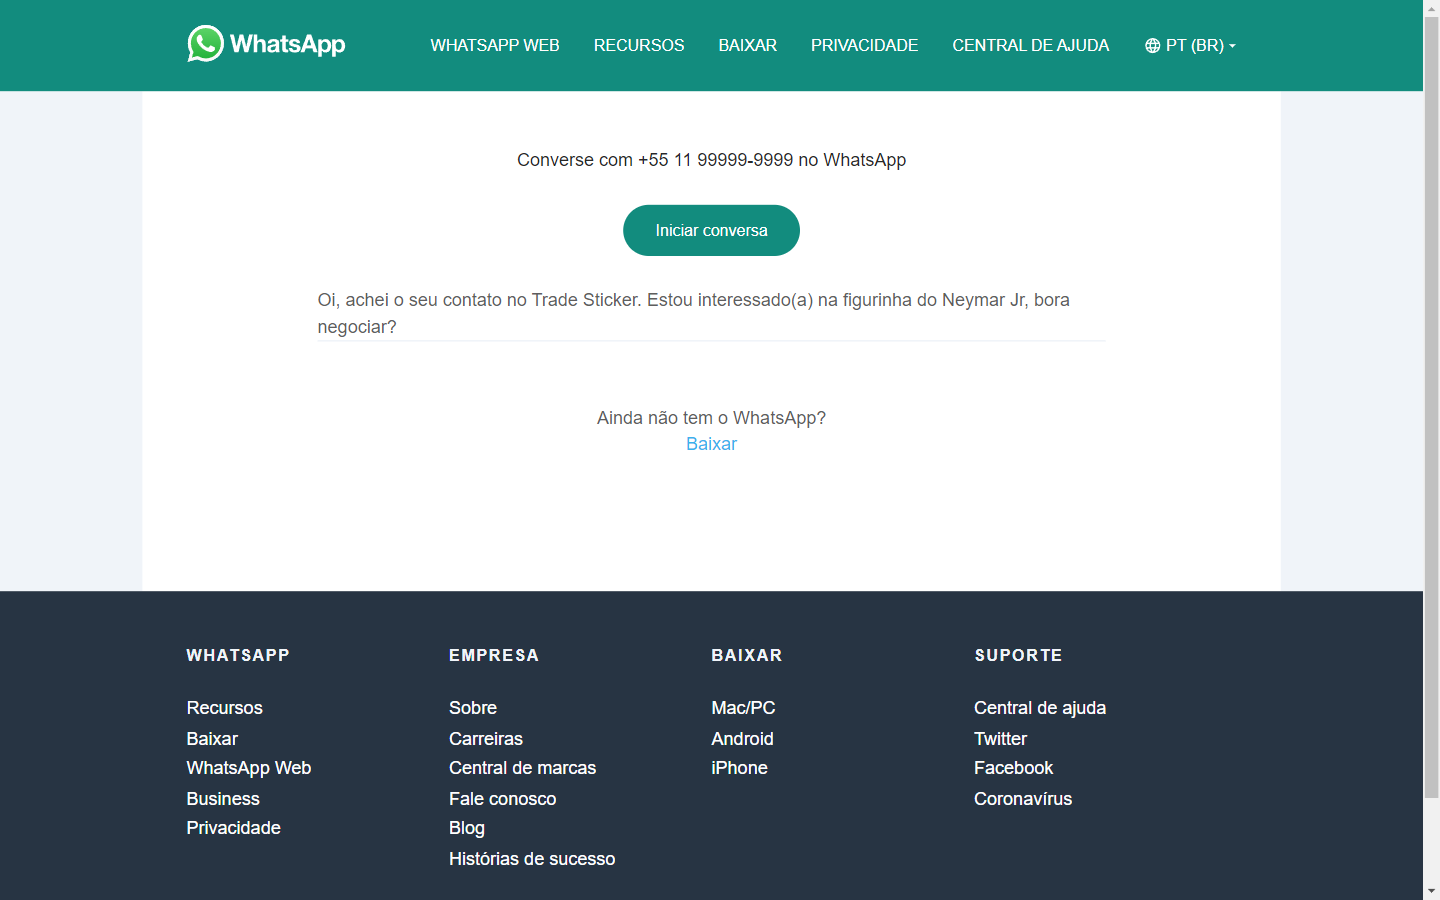 WhatsApp
WHATSAPP WEB
RECURSOS
BAIXAR
PRIVACIDADE
CENTRAL DE AJUDA
PT (BR)
Converse com +55 11 99999-9999 no WhatsApp
Iniciar conversa
Oi, achei o seu contato no Trade Sticker. Estou interessado(a) na figurinha do Neymar Jr, bora
negociar?
Ainda não tem o WhatsApp?
Baixar
WHATSAPP
Recursos
Baixar
WhatsApp Web
Business
Privacidade
EMPRESA
Sobre
Carreiras
Central de marcas
Fale conosco
Blog
Histórias de sucesso
BAIXAR
Mac/PC
Android
iPhone
SUPORTE
Central de ajuda
Twitter
Facebook
Coronavírus